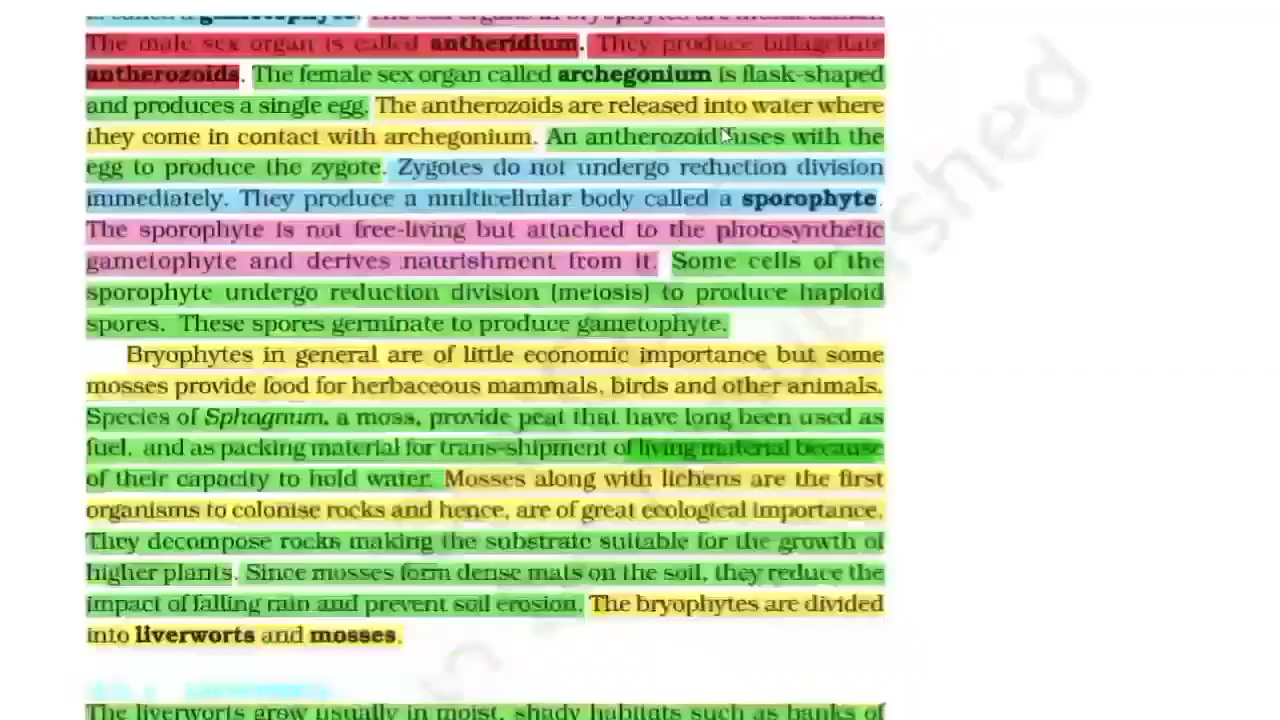 is called a gametophyte. The sex organs in bryophytes are multicellular.
The male sex organ is called antheridium. They produce biflagellate
antherozoids. The female sex organ called archegonium is flask-shaped
and produces a single egg. The antherozoids are released into water where
they come in contact with archegonium. An antherozoid fuses with the
egg to produce the zygote. Zygotes do not undergo reduction division
immediately. They produce a multicellular body called a sporophyte.
The sporophyte is not free-living but attached to the photosynthetic
gametophyte and derives nourishment from it. Some cells of the
sporophyte undergo reduction division (meiosis) to produce haploid
spores. These spores germinate to produce gametophyte.
Bryophytes in general are of little economic importance but some
mosses provide food for herbaceous mammals, birds and other animals.
Species of Sphagnum, a moss, provide peat that have long been used as
fuel, and as packing material for trans-shipment of living material because
of their capacity to hold water. Mosses along with lichens are the first
organisms to colonise rocks and hence, are of great ecological importance.
They decompose rocks making the substrate suitable for the growth of
higher plants. Since mosses form dense mats on the soil, they reduce the
impact of falling rain and prevent soil erosion. The bryophytes are divided
into liverworts and mosses.
The liverworts grow usually in moist, shady habitats such as banks of